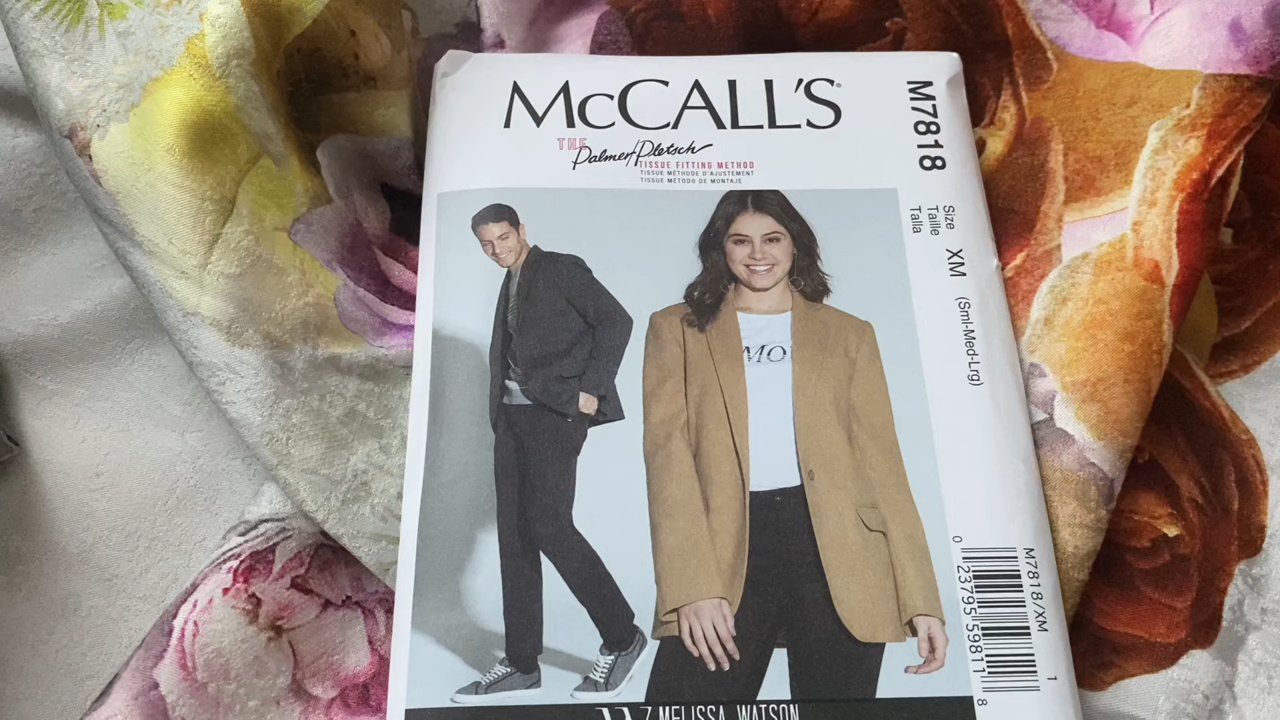 McCALL'S
THE
Palmer/Pletsch
TISSUE FITTING METHOD
TISSUE MÉTHODE D'AJUSTEMENT
TISSUE MÉTODO DE MONTAJE
M7818
Size
Taille
Talla
XM
(Sml-Med-Lrg)
MO
M7818/XM
1
0 23795 59811 8
MELISSA WATSON